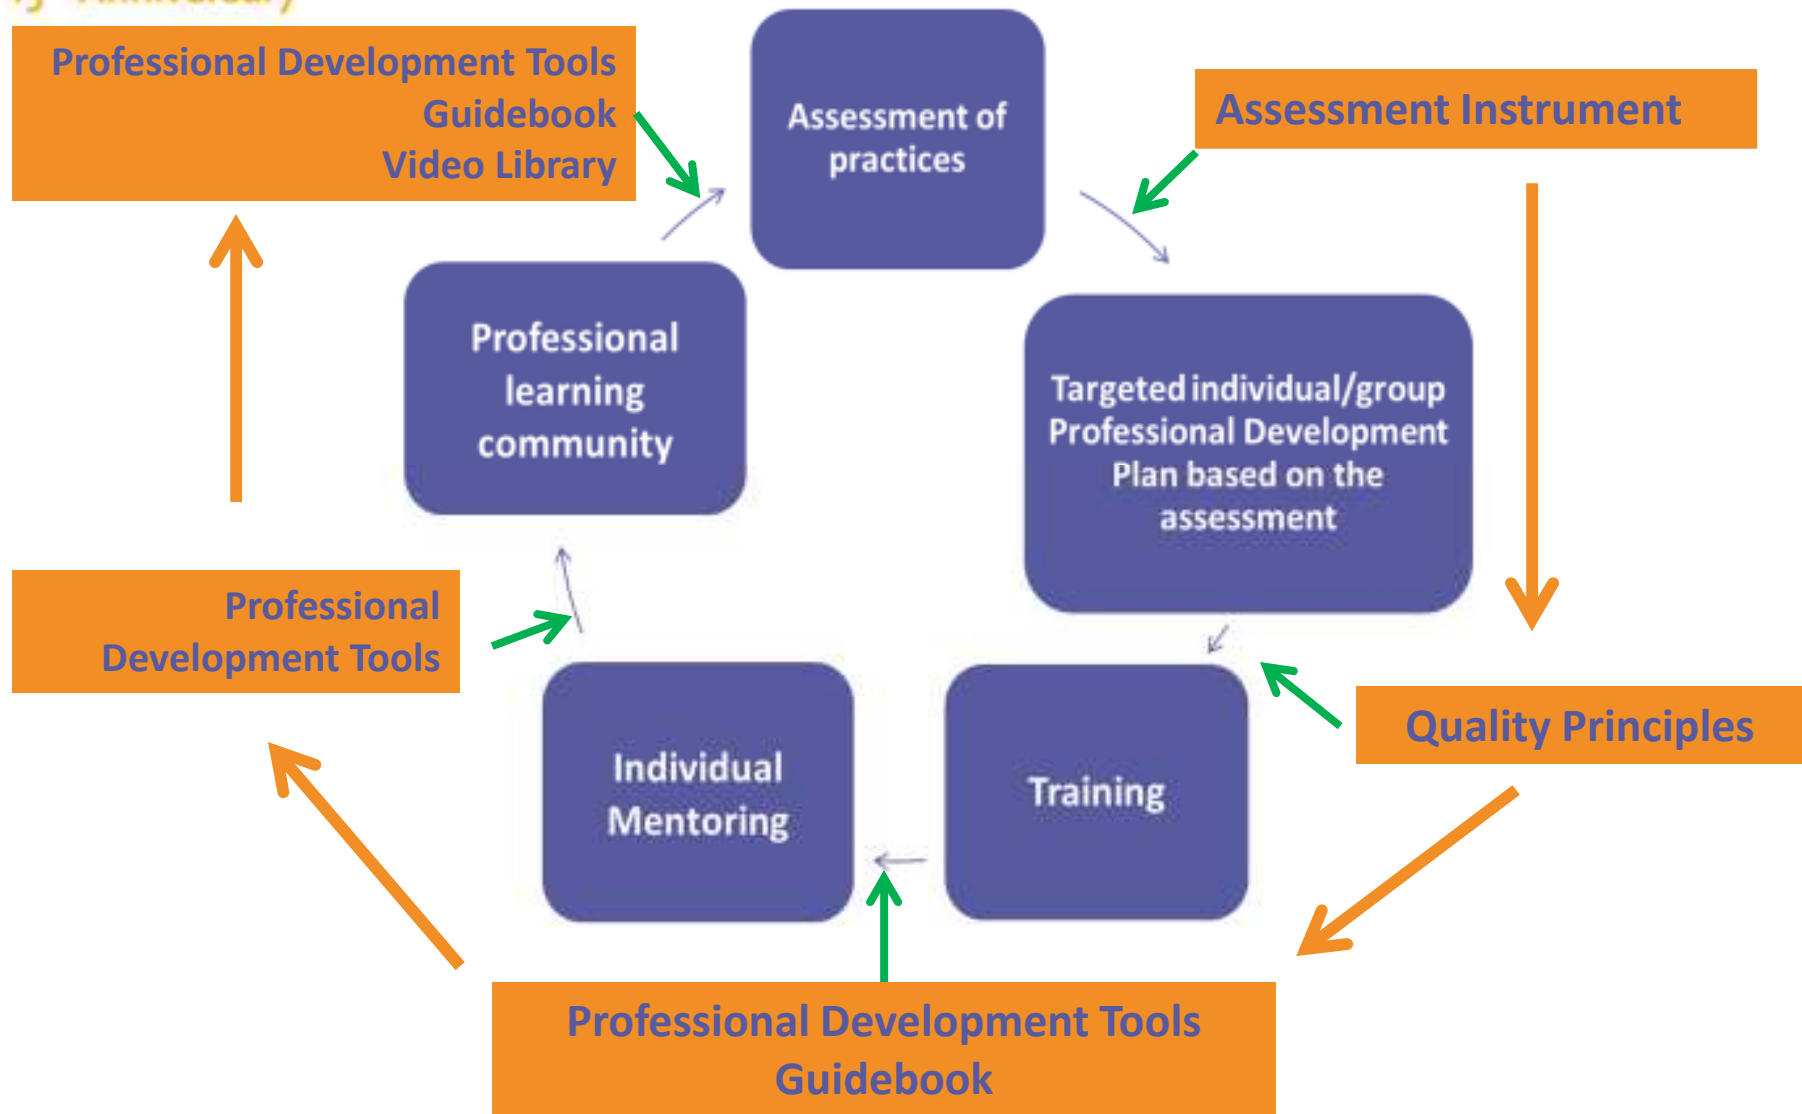 Anniversary
Professional Development Tools
Guidebook
Video Library
Assessment of
practices
Assessment Instrument
Professional
learning
community
Targeted individual/group
Professional Development
Plan based on the
assessment
Professional
Development Tools
Quality Principles
Individual
Mentoring
Training
Professional Development Tools
Guidebook